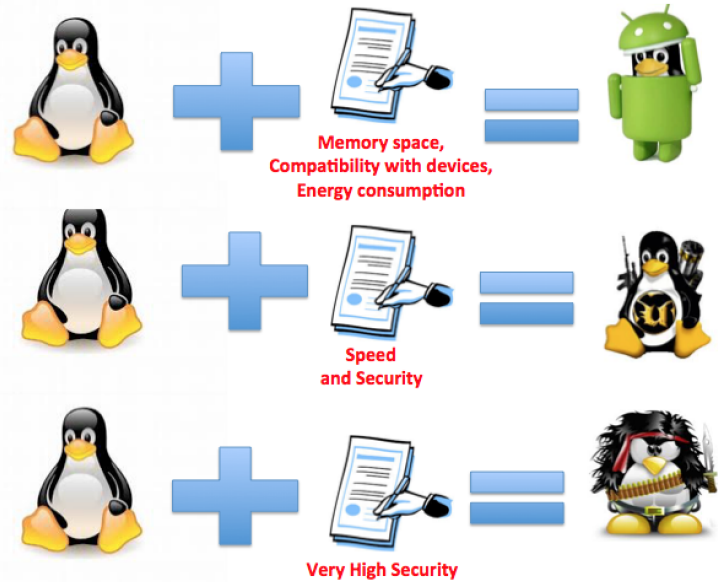 Memory space,
Compatibility with devices,
Energy consumption
Speed
and Security
Very High Security